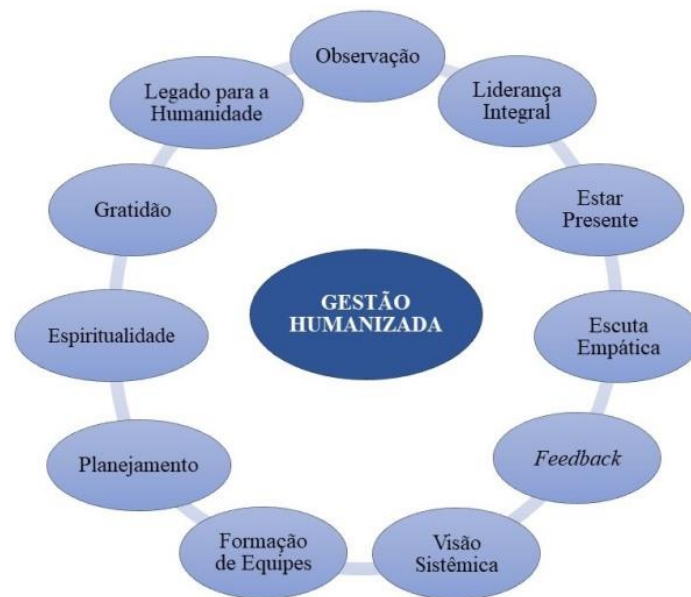 Observação
Liderança
Integral
Estar
Presente
Escuta
Empática
Feedback
Visão
Sistêmica
Formação
de Equipes
Planejamento
Espiritualidade
Gratidão
Legado para a
Humanidade
GESTÃO
HUMANIZADA